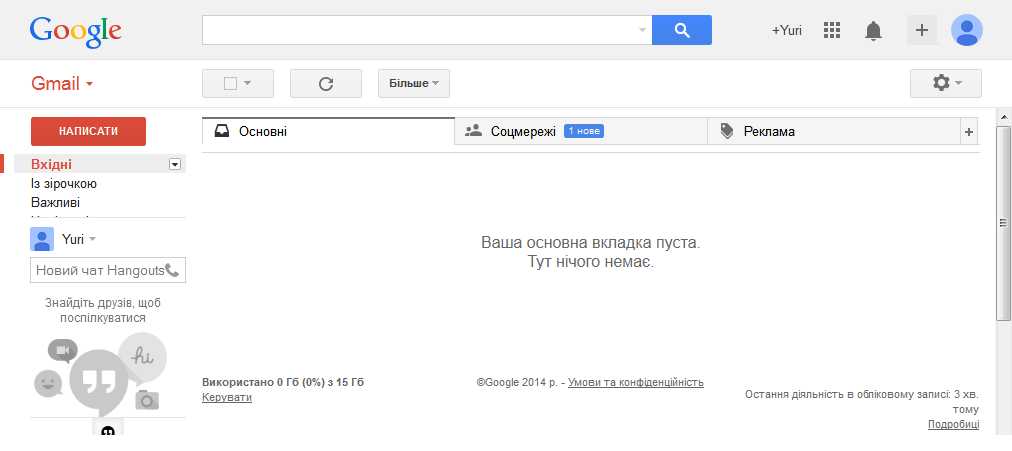 Google
+Yuri
Gmail
Більше
НАПИСАТИ
Основні
Соцмережі
1 нове
Реклама
Вхідні
Із зірочкою
Важливі
Yuri
Новий чат Hangouts
Знайдіть друзів, щоб
поспілкуватися
hi
Ваша основна вкладка пуста.
Тут нічого немає.
Використано 0 Гб (0%) з 15 Гб
Керувати
©Google 2014 р. - Умови та конфіденційність
Остання діяльність в обліковому записі: 3 хв.
тому
Подробиці